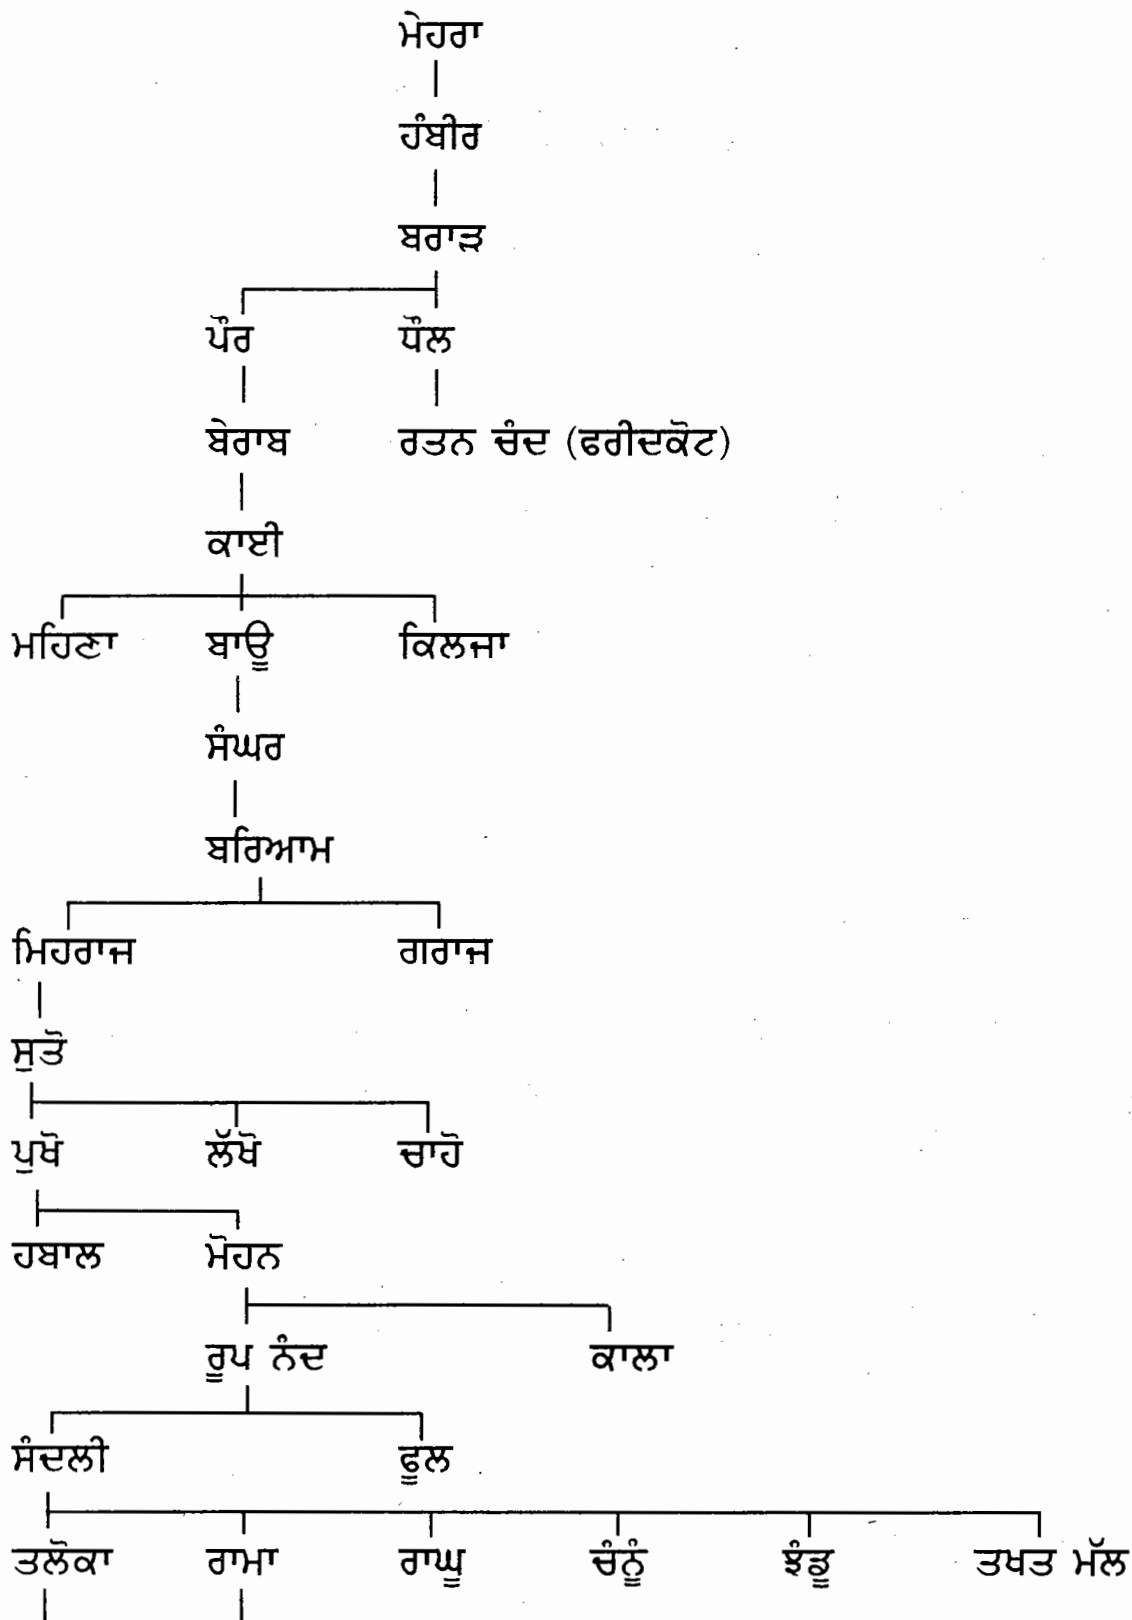 ਮੇਹਰਾ
ਹੰਬੀਰ
ਬਰਾੜ
ਪੌਰ ਧੌਲ
ਬੇਰਾਬ ਰਤਨ ਚੰਦ (ਫਰੀਦਕੋਟ)
ਕਾਈ
ਮਹਿਣਾ ਬਾਊ ਕਿਲਜਾ
ਸੰਘਰ
ਬਰਿਆਮ
ਮਿਹਰਾਜ ਗਰਾਜ
ਸੁਤੋ
ਪੁਖੋ ਲੱਖੋ ਚਾਹੋ
ਹਬਾਲ ਮੋਹਨ
ਰੂਪ ਨੰਦ ਕਾਲਾ
ਸੰਦਲੀ ਫੂਲ
ਤਲੋਕਾ ਰਾਮਾ ਰਾਘੂ ਚੰਨੂੰ ਝੰਡੂ ਤਖਤ ਮੱਲ